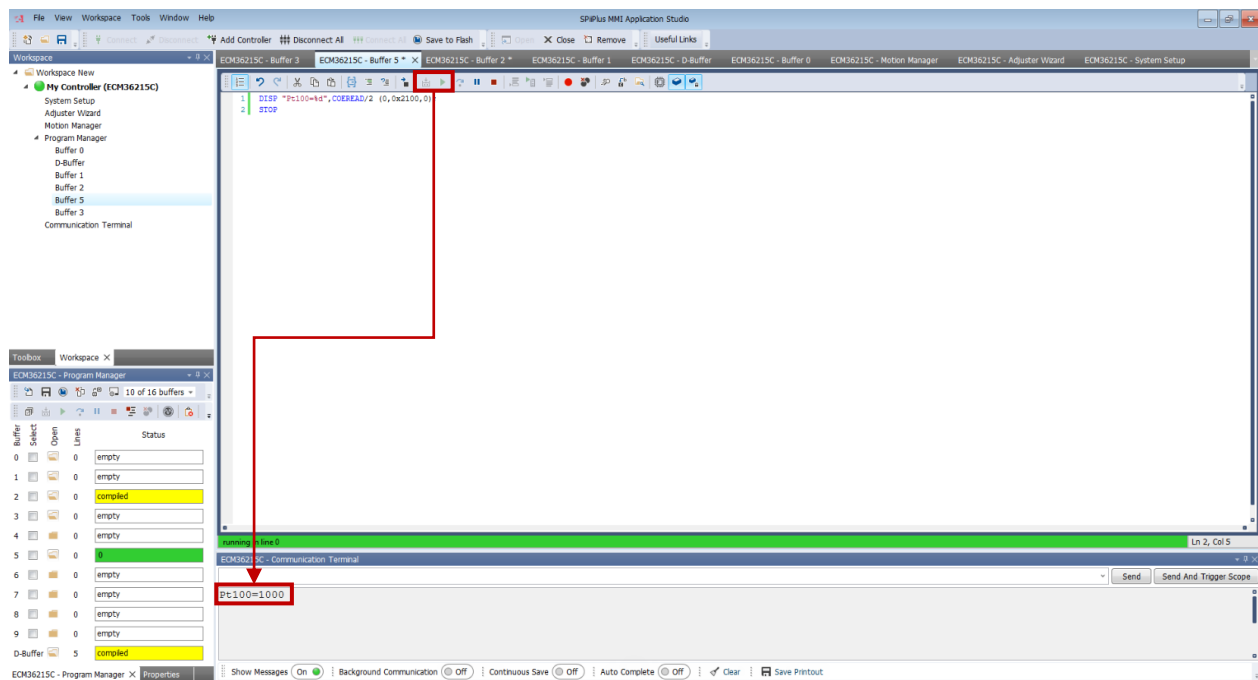 File View Workspace Tools Window Help
SPiiPlus MMI Application Studio
Connect Disconnect Add Controller Disconnect All Connect All Save to Flash Open Close Remove Useful Links
Workspace
ECM36215C - Buffer 3 ECM36215C - Buffer 5 * ECM36215C - Buffer 2 * ECM36215C - Buffer 1 ECM36215C - D-Buffer ECM36215C - Buffer 0 ECM36215C - Motion Manager ECM36215C - Adjuster Wizard ECM36215C - System Setup
Workspace New
My Controller (ECM36215C)
System Setup
Adjuster Wizard
Motion Manager
Program Manager
Buffer 0
D-Buffer
Buffer 1
Buffer 2
Buffer 5
Buffer 3
Communication Terminal
1 DISP "Pt100=%d",COEREAD/2 (0,0x2100,0)
2 STOP
Toolbox Workspace
ECM36215C - Program Manager
10 of 16 buffers
Buffer Select Open Lines Status
0 0 empty
1 0 empty
2 0 compiled
3 0 empty
4 0 empty
5 0 0
6 0 empty
7 0 empty
8 0 empty
9 0 empty
D-Buffer 5 compiled
ECM36215C - Program Manager Properties
running in line 0
Ln 2, Col 5
ECM36215C - Communication Terminal
Send Send And Trigger Scope
Pt100=1000
Show Messages On Background Communication Off Continuous Save Off Auto Complete Off Clear Save Printout